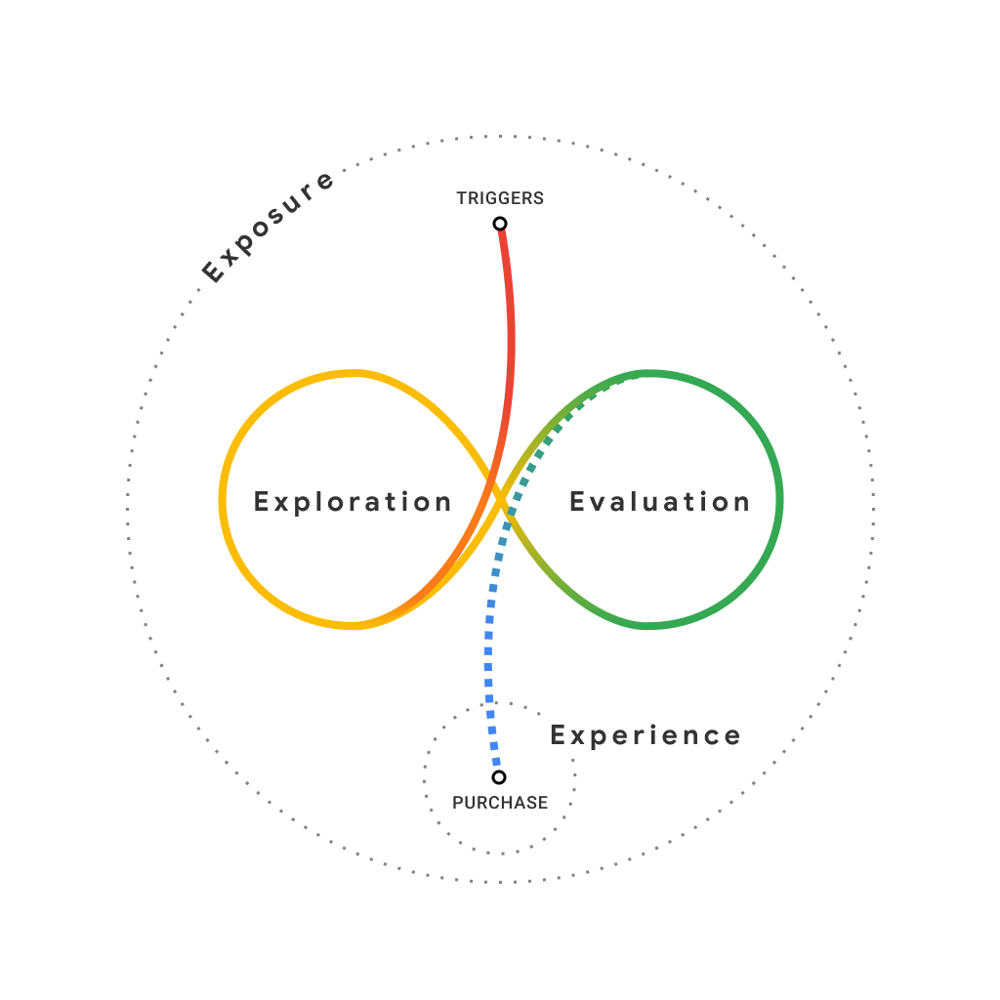 Exposure
TRIGGERS
Exploration
Evaluation
Experience
PURCHASE